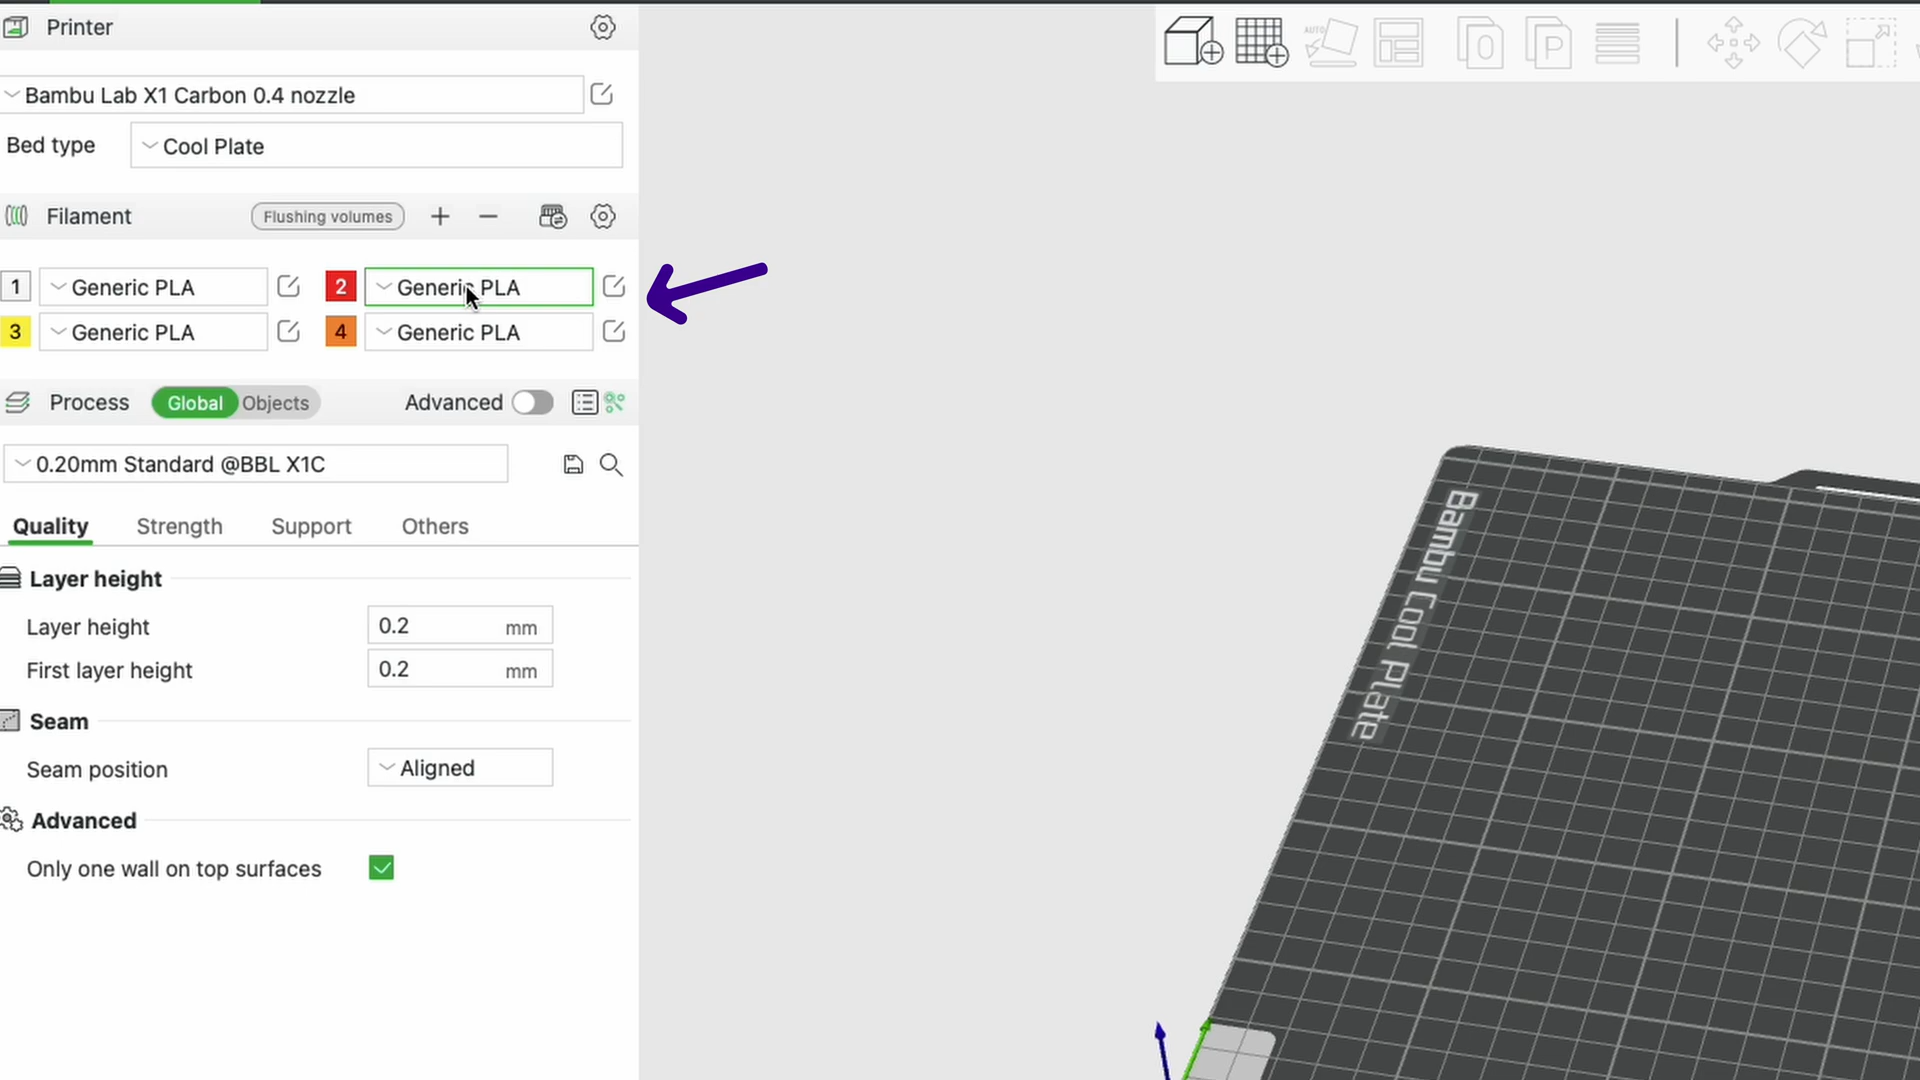 Printer
Bambu Lab X1 Carbon 0.4 nozzle
Bed type Cool Plate
Filament Flushing volumes
1 Generic PLA 2 Generic PLA
3 Generic PLA 4 Generic PLA
Process Global Objects Advanced
0.20mm Standard @BBL X1C
Quality Strength Support Others
Layer height
Layer height 0.2 mm
First layer height 0.2 mm
Seam
Seam position Aligned
Advanced
Only one wall on top surfaces
AUTO 0 P
Bambu Cool Plate